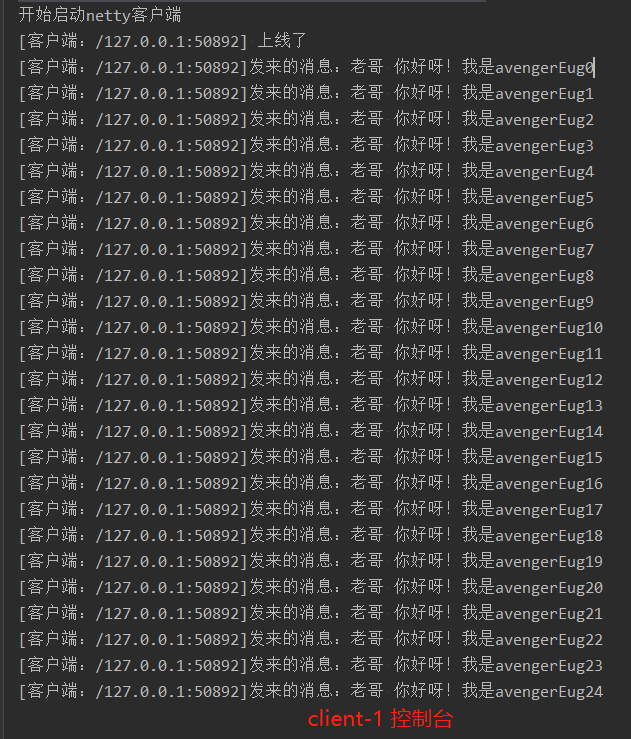 开始启动netty客户端
[客户端：/127.0.0.1:50892] 上线了
[客户端：/127.0.0.1:50892]发来的消息：老哥 你好呀！我是avengerEug0
[客户端：/127.0.0.1:50892]发来的消息：老哥 你好呀！我是avengerEug1
[客户端：/127.0.0.1:50892]发来的消息：老哥 你好呀！我是avengerEug2
[客户端：/127.0.0.1:50892]发来的消息：老哥 你好呀！我是avengerEug3
[客户端：/127.0.0.1:50892]发来的消息：老哥 你好呀！我是avengerEug4
[客户端：/127.0.0.1:50892]发来的消息：老哥 你好呀！我是avengerEug5
[客户端：/127.0.0.1:50892]发来的消息：老哥 你好呀！我是avengerEug6
[客户端：/127.0.0.1:50892]发来的消息：老哥 你好呀！我是avengerEug7
[客户端：/127.0.0.1:50892]发来的消息：老哥 你好呀！我是avengerEug8
[客户端：/127.0.0.1:50892]发来的消息：老哥 你好呀！我是avengerEug9
[客户端：/127.0.0.1:50892]发来的消息：老哥 你好呀！我是avengerEug10
[客户端：/127.0.0.1:50892]发来的消息：老哥 你好呀！我是avengerEug11
[客户端：/127.0.0.1:50892]发来的消息：老哥 你好呀！我是avengerEug12
[客户端：/127.0.0.1:50892]发来的消息：老哥 你好呀！我是avengerEug13
[客户端：/127.0.0.1:50892]发来的消息：老哥 你好呀！我是avengerEug14
[客户端：/127.0.0.1:50892]发来的消息：老哥 你好呀！我是avengerEug15
[客户端：/127.0.0.1:50892]发来的消息：老哥 你好呀！我是avengerEug16
[客户端：/127.0.0.1:50892]发来的消息：老哥 你好呀！我是avengerEug17
[客户端：/127.0.0.1:50892]发来的消息：老哥 你好呀！我是avengerEug18
[客户端：/127.0.0.1:50892]发来的消息：老哥 你好呀！我是avengerEug19
[客户端：/127.0.0.1:50892]发来的消息：老哥 你好呀！我是avengerEug20
[客户端：/127.0.0.1:50892]发来的消息：老哥 你好呀！我是avengerEug21
[客户端：/127.0.0.1:50892]发来的消息：老哥 你好呀！我是avengerEug22
[客户端：/127.0.0.1:50892]发来的消息：老哥 你好呀！我是avengerEug23
[客户端：/127.0.0.1:50892]发来的消息：老哥 你好呀！我是avengerEug24
client-1 控制台